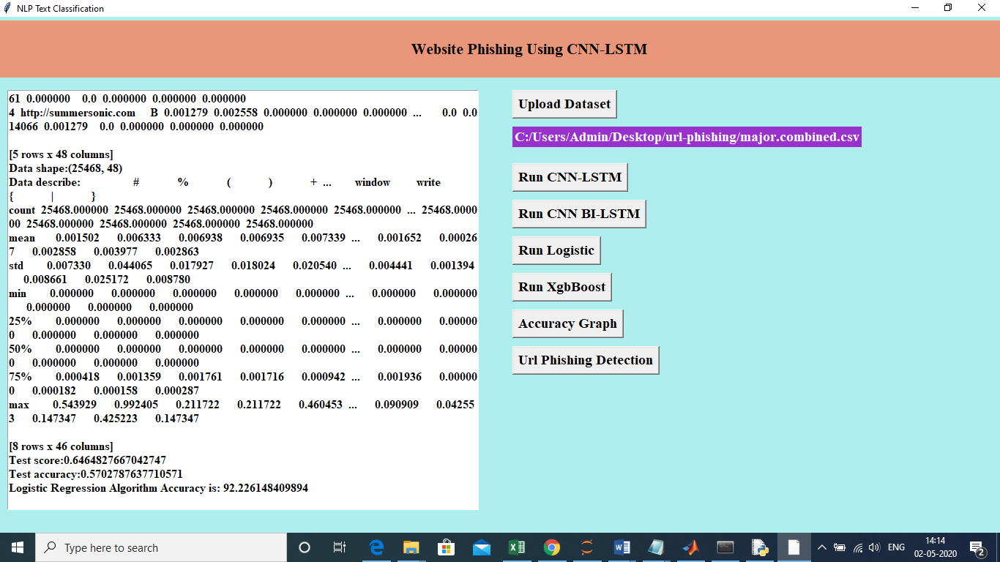 NLP Text Classification
Website Phishing Using CNN-LSTM
61 0.000000 0.0 0.000000 0.000000 0.000000
4 http://summersonic.com B 0.001279 0.002558 0.000000 0.000000 0.000000 ... 0.0 0.0
14066 0.001279 0.0 0.000000 0.000000 0.000000
[5 rows x 48 columns]
Data shape:(25468, 48)
Data describe: # % ( ) + ... window write
{ | }
count 25468.000000 25468.000000 25468.000000 25468.000000 25468.000000 ... 25468.0000
00 25468.000000 25468.000000 25468.000000 25468.000000
mean 0.001502 0.006333 0.006938 0.006935 0.007339 ... 0.001652 0.00026
7 0.002858 0.003977 0.002863
std 0.007330 0.044065 0.017927 0.018024 0.020540 ... 0.004441 0.001394
0.008661 0.025172 0.008780
min 0.000000 0.000000 0.000000 0.000000 0.000000 ... 0.000000 0.000000
0.000000 0.000000 0.000000
25% 0.000000 0.000000 0.000000 0.000000 0.000000 ... 0.000000 0.00000
0 0.000000 0.000000 0.000000
50% 0.000000 0.000000 0.000000 0.000000 0.000000 ... 0.000000 0.00000
0 0.000000 0.000000 0.000000
75% 0.000418 0.001359 0.001761 0.001716 0.000942 ... 0.001936 0.00000
0 0.000182 0.000158 0.000287
max 0.543929 0.992405 0.211722 0.211722 0.460453 ... 0.090909 0.04255
3 0.147347 0.425223 0.147347
[8 rows x 46 columns]
Test score:0.6464827667042747
Test accuracy:0.5702787637710571
Logistic Regression Algorithm Accuracy is: 92.226148409894
Upload Dataset
C:/Users/Admin/Desktop/url-phishing/major.combined.csv
Run CNN-LSTM
Run CNN BI-LSTM
Run Logistic
Run XgbBoost
Accuracy Graph
Url Phishing Detection
Type here to search
ENG
14:14
02-05-2020
2